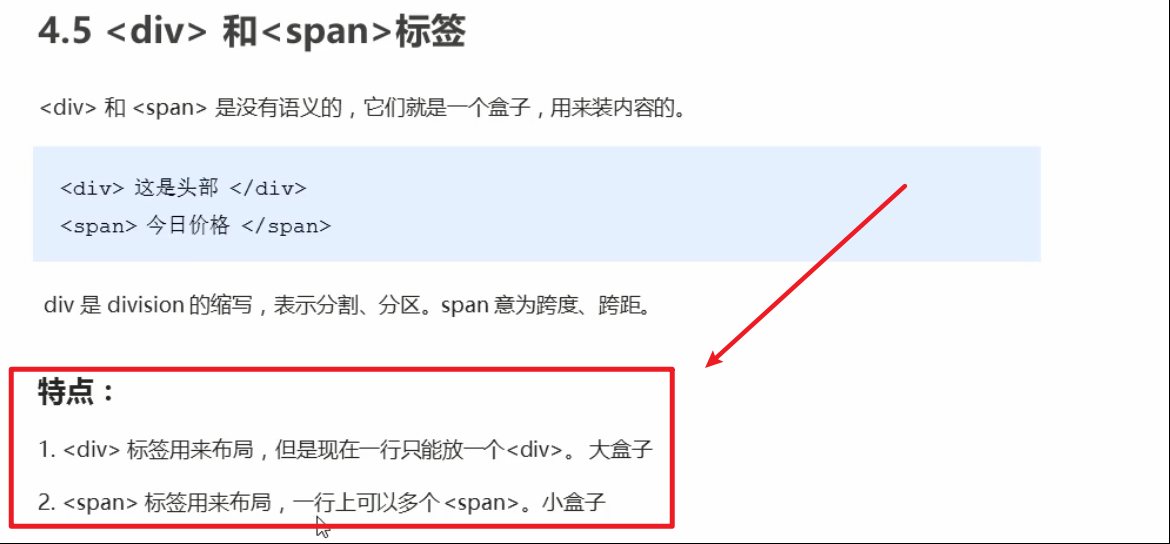 4.5 <div> 和<span>标签
<div> 和 <span> 是没有语义的，它们就是一个盒子，用来装内容的。
<div> 这是头部 </div>
<span> 今日价格 </span>
div 是 division 的缩写，表示分割、分区。span 意为跨度、跨距。
特点：
1. <div> 标签用来布局，但是现在一行只能放一个<div>。 大盒子
2. <span> 标签用来布局，一行上可以多个 <span>。小盒子